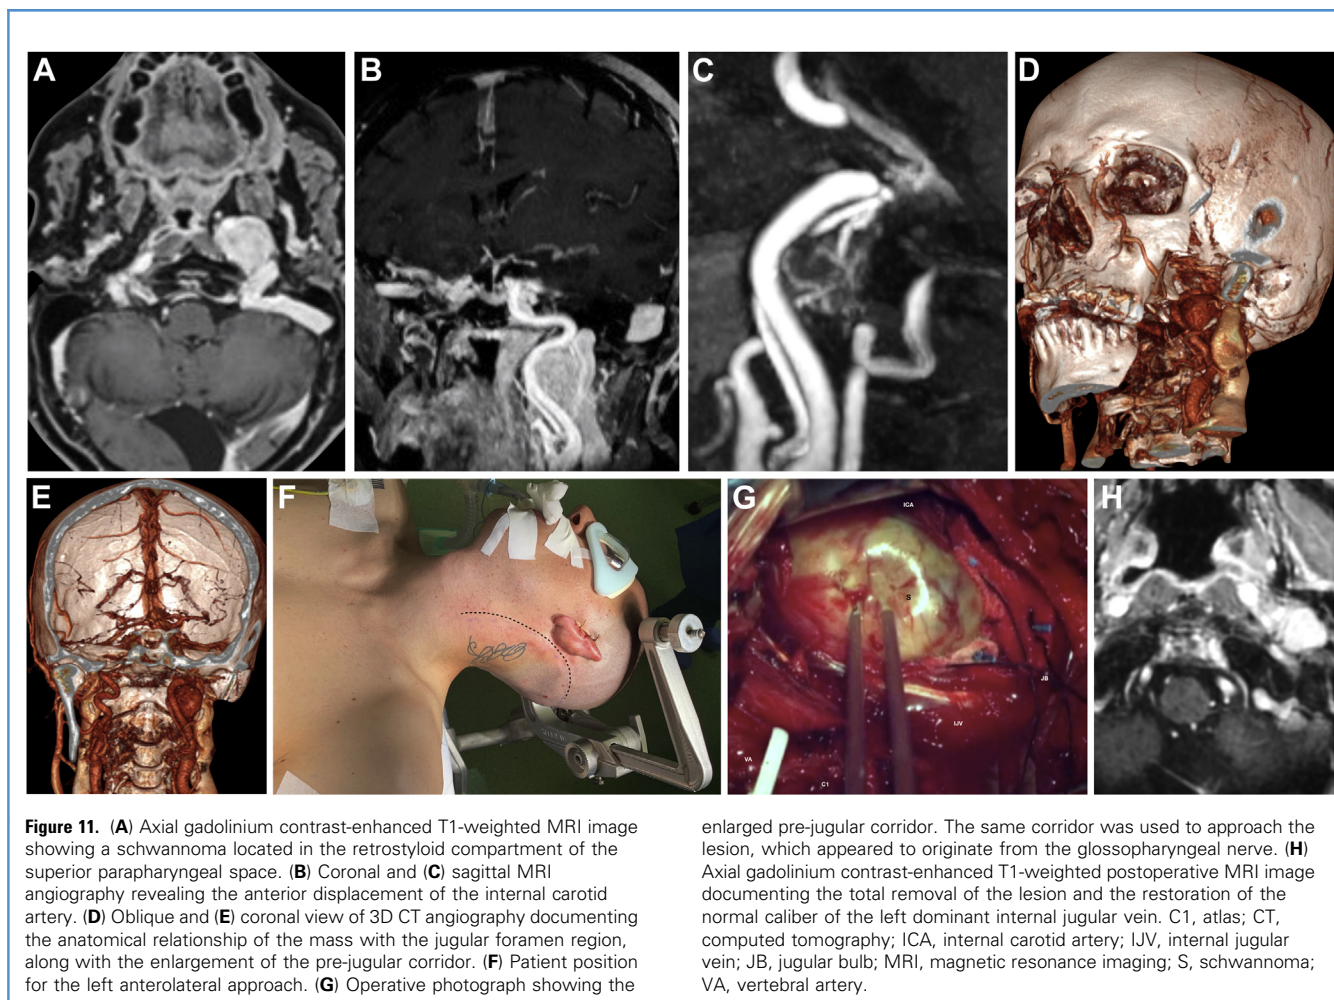 A
B
C
D
E
F
G
H
ICA
S
JB
IJV
VA
C1
Figure 11. (A) Axial gadolinium contrast-enhanced T1-weighted MRI image
showing a schwannoma located in the retrostyloid compartment of the
superior parapharyngeal space. (B) Coronal and (C) sagittal MRI
angiography revealing the anterior displacement of the internal carotid
artery. (D) Oblique and (E) coronal view of 3D CT angiography documenting
the anatomical relationship of the mass with the jugular foramen region,
along with the enlargement of the pre-jugular corridor. (F) Patient position
for the left anterolateral approach. (G) Operative photograph showing the
enlarged pre-jugular corridor. The same corridor was used to approach the
lesion, which appeared to originate from the glossopharyngeal nerve. (H)
Axial gadolinium contrast-enhanced T1-weighted postoperative MRI image
documenting the total removal of the lesion and the restoration of the
normal caliber of the left dominant internal jugular vein. C1, atlas; CT,
computed tomography; ICA, internal carotid artery; IJV, internal jugular
vein; JB, jugular bulb; MRI, magnetic resonance imaging; S, schwannoma;
VA, vertebral artery.